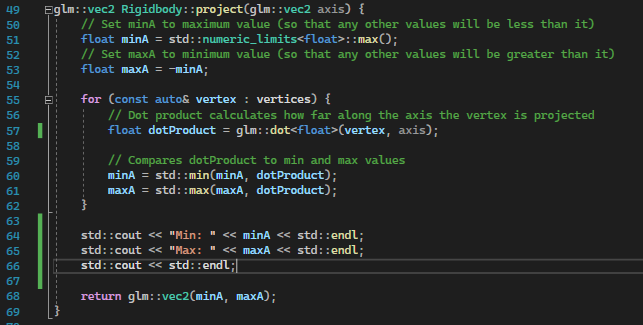 49 glm::vec2 Rigidbody::project(glm::vec2 axis) {
50 // Set minA to maximum value (so that any other values will be less than it)
51 float minA = std::numeric_limits<float>::max();
52 // Set maxA to minimum value (so that any other values will be greater than it)
53 float maxA = -minA;
54
55 for (const auto& vertex : vertices) {
56 // Dot product calculates how far along the axis the vertex is projected
57 float dotProduct = glm::dot<float>(vertex, axis);
58
59 // Compares dotProduct to min and max values
60 minA = std::min(minA, dotProduct);
61 maxA = std::max(maxA, dotProduct);
62 }
63
64 std::cout << "Min: " << minA << std::endl;
65 std::cout << "Max: " << maxA << std::endl;
66 std::cout << std::endl;
67
68 return glm::vec2(minA, maxA);
69 }